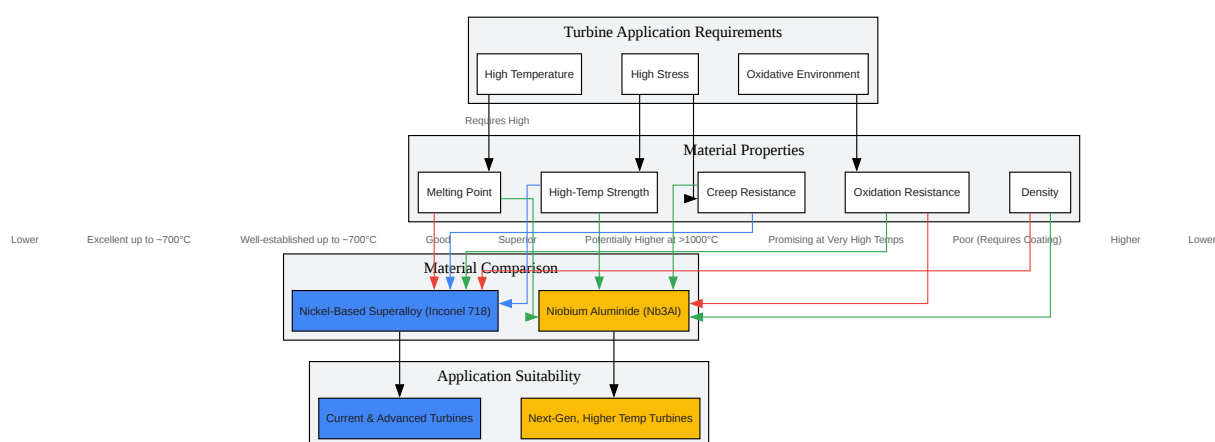 Turbine Application Requirements
High Temperature
High Stress
Oxidative Environment
Requires High
Material Properties
Melting Point
High-Temp Strength
Creep Resistance
Oxidation Resistance
Density
Lower
Excellent up to ~700°C
Well-established up to ~700°C
Good
Superior
Potentially Higher at >1000°C
Promising at Very High Temps
Poor (Requires Coating)
Higher
Lower
Material Comparison
Nickel-Based Superalloy (Inconel 718)
Niobium Aluminide (Nb3Al)
Application Suitability
Current & Advanced Turbines
Next-Gen, Higher Temp Turbines